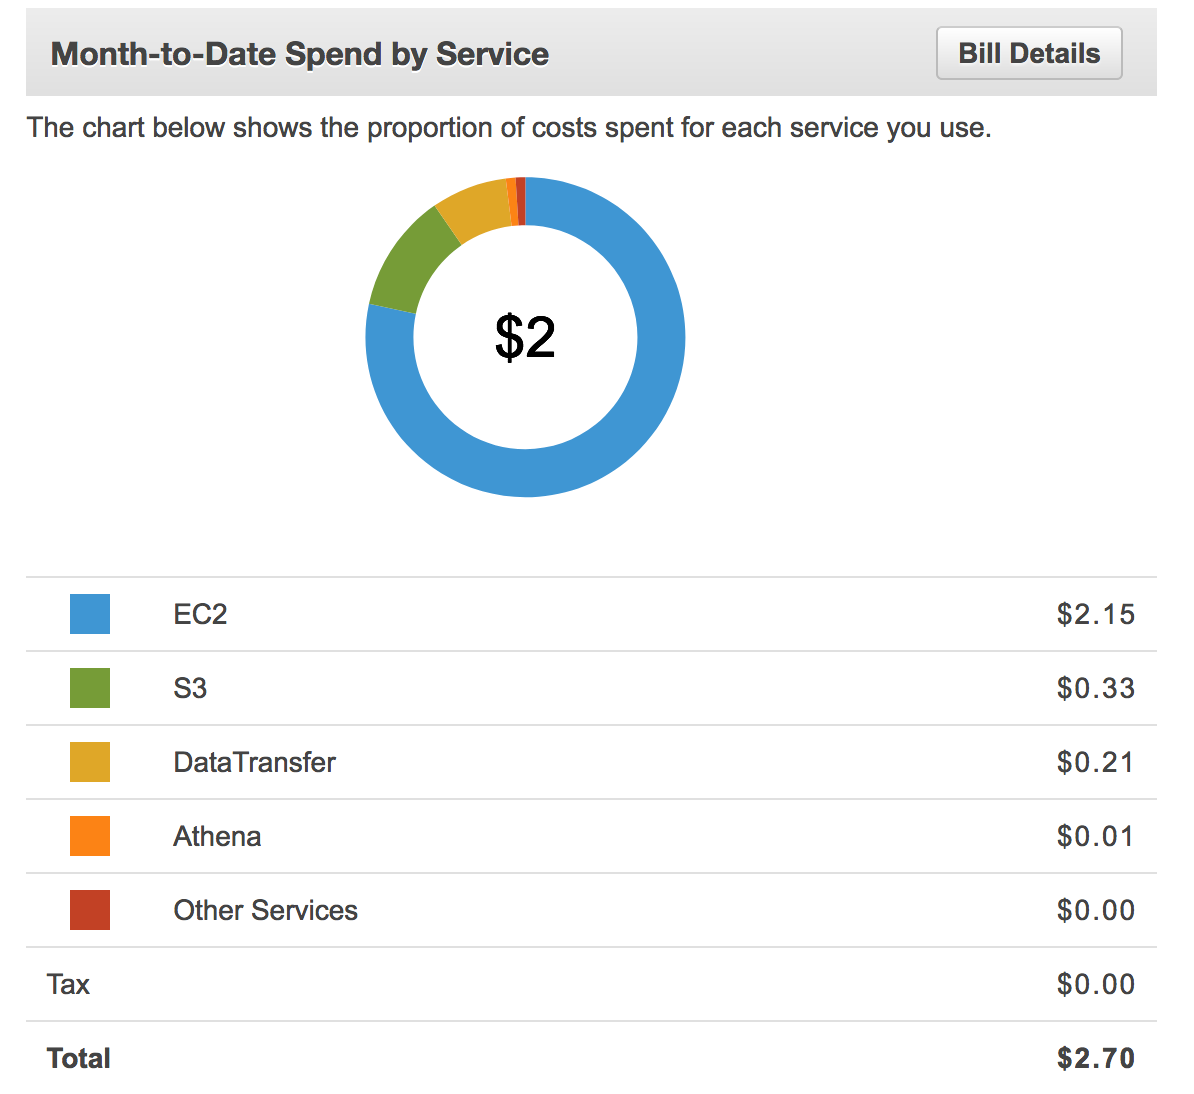 Month-to-Date Spend by Service
Bill Details
The chart below shows the proportion of costs spent for each service you use.
$2
EC2 $2.15
S3 $0.33
DataTransfer $0.21
Athena $0.01
Other Services $0.00
Tax $0.00
Total $2.70